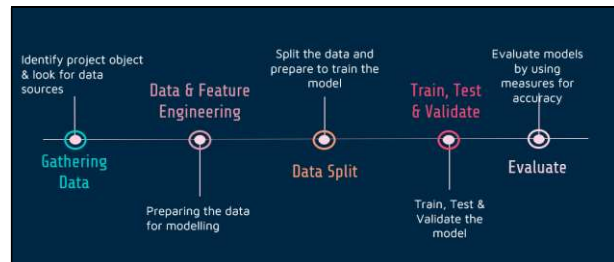 Identify project object
& look for data
sources
Gathering
Data
Data & Feature
Engineering
Preparing the data
for modelling
Split the data and
prepare to train the
model
Data Split
Train, Test
& Validate
Train, Test &
Validate the
model
Evaluate models
by using
measures for
accuracy
Evaluate